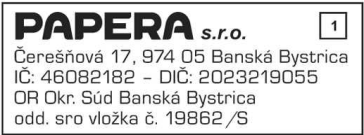 PAPERA s.r.o. 1
Čerešňová 17, 974 05 Banská Bystrica
IČ: 46082182 – DIČ: 2023219055
OR Okr. Súd Banská Bystrica
odd. sro vložka č. 19862/S